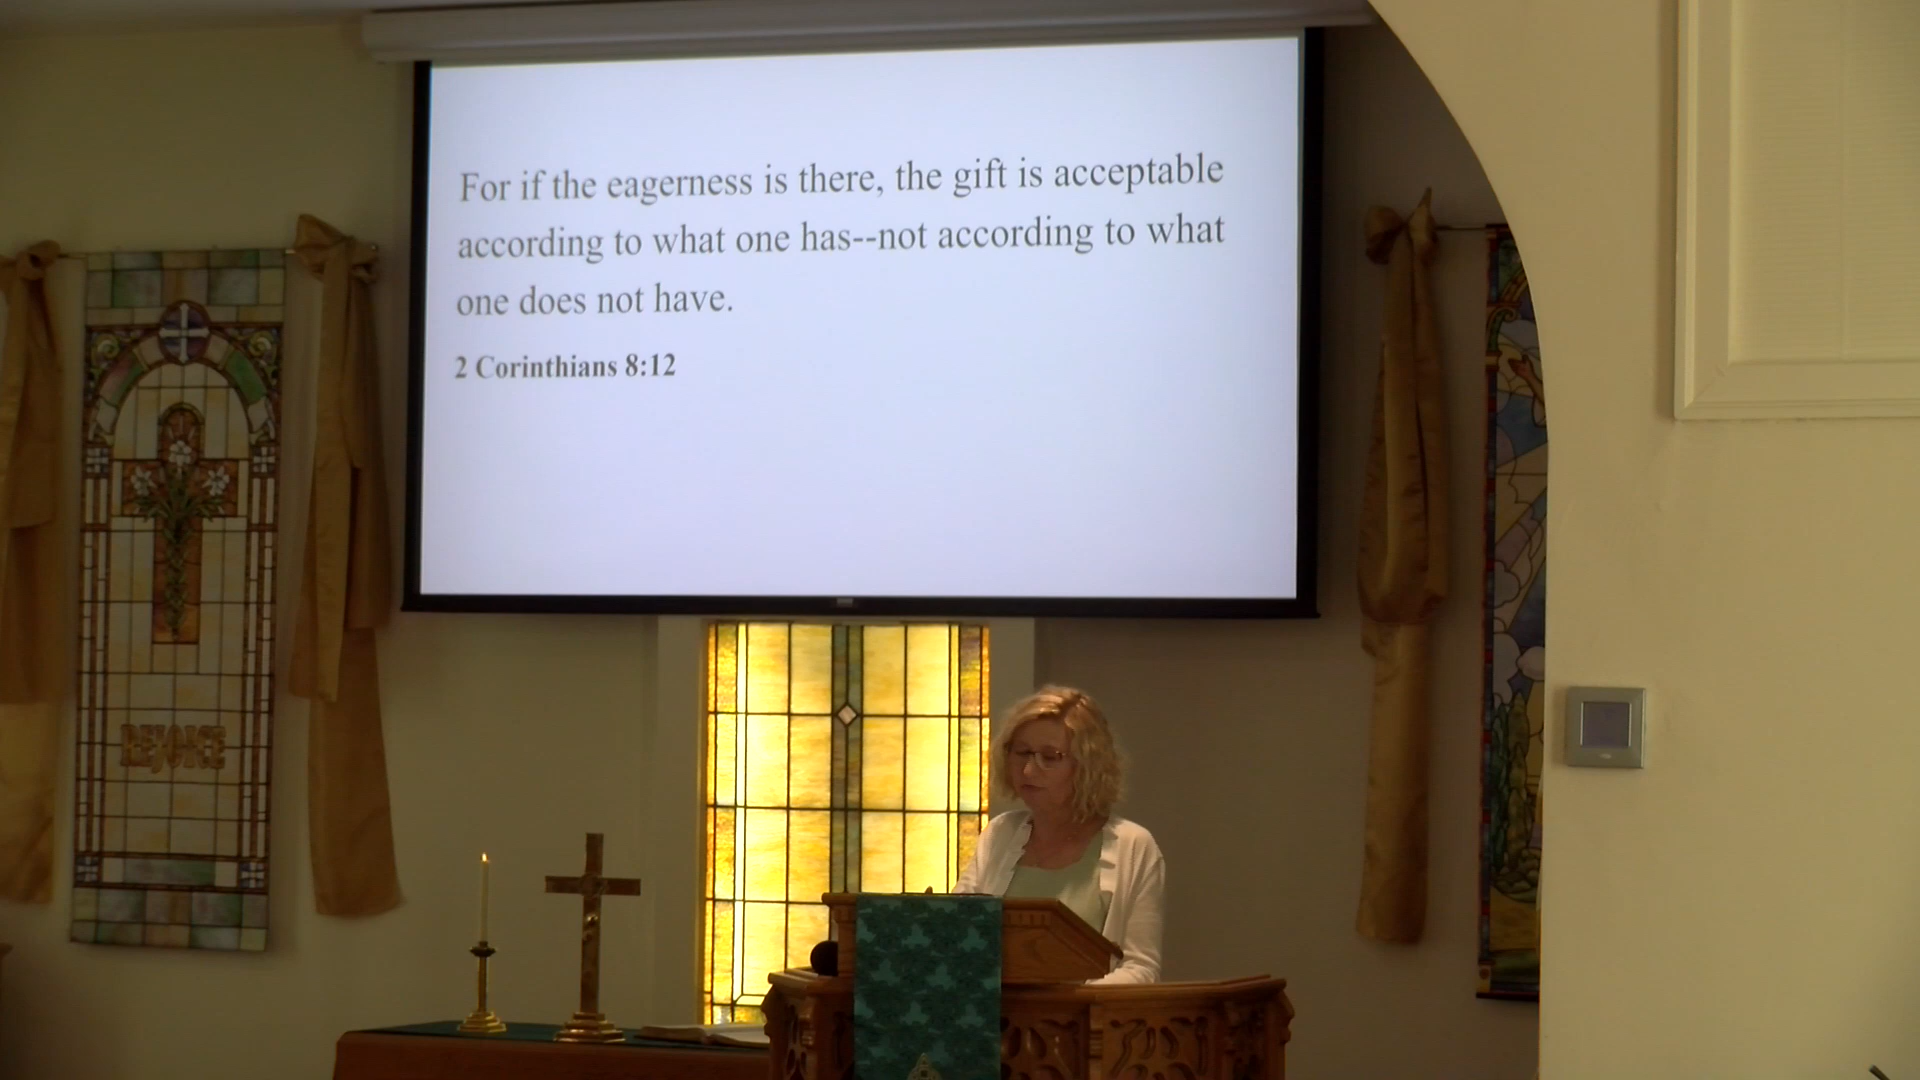 For if the eagerness is there, the gift is acceptable
according to what one has--not according to what
one does not have.
2 Corinthians 8:12
REJOICE